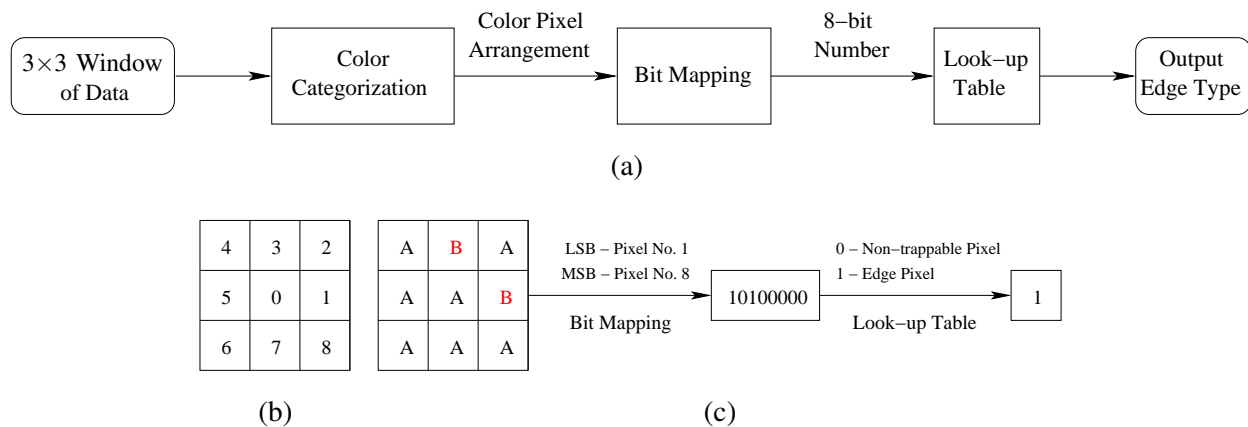 3×3 Window
of Data
Color
Categorization
Color Pixel
Arrangement
Bit Mapping
8−bit
Number
Look−up
Table
Output
Edge Type
(a)
4 3 2
5 0 1
6 7 8
(b)
A B A
A A B
A A A
LSB − Pixel No. 1
MSB − Pixel No. 8
Bit Mapping
10100000
0 − Non−trappable Pixel
1 − Edge Pixel
Look−up Table
1
(c)